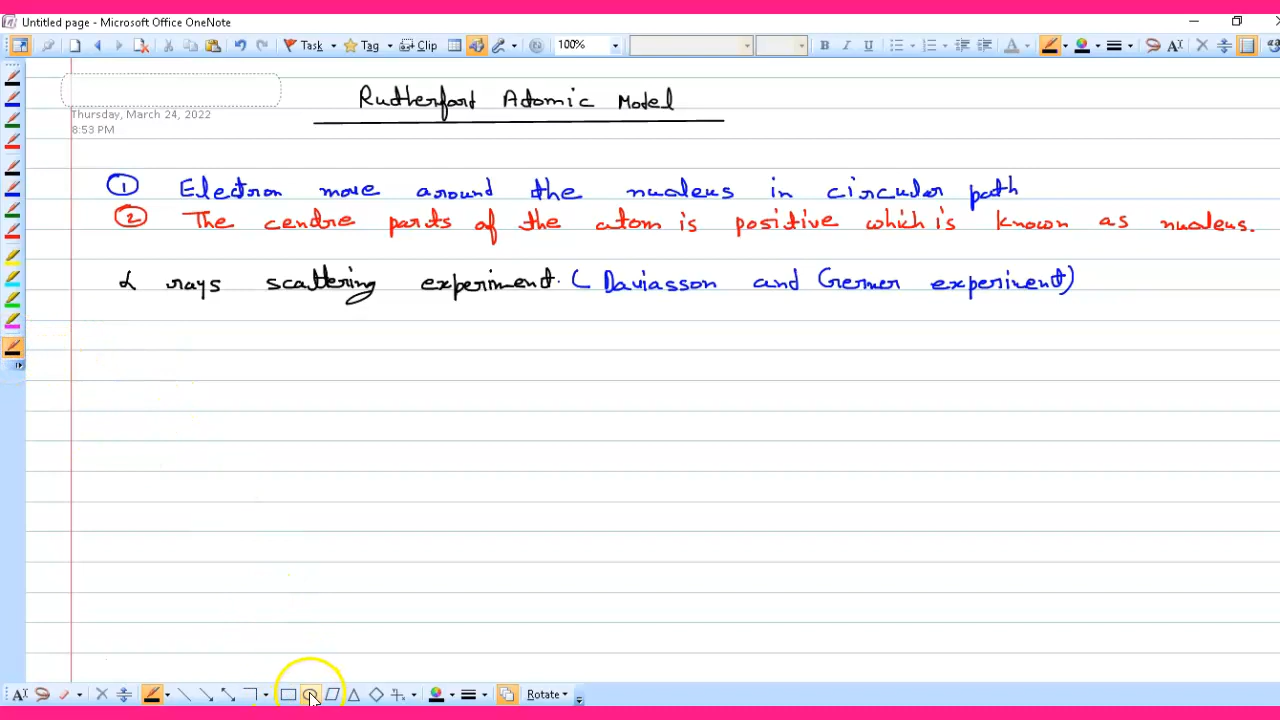 Untitled page - Microsoft Office OneNote
Task Tag Clip 100% B I U A
Rutherfort Atomic Model
Thursday, March 24, 2022
8:53 PM
① Electron move around the nucleus in circular path
② The centre parts of the atom is positive which is known as nucleus.
α rays scattering experiment. ( Daviasson and Germer experiment)
Rotate